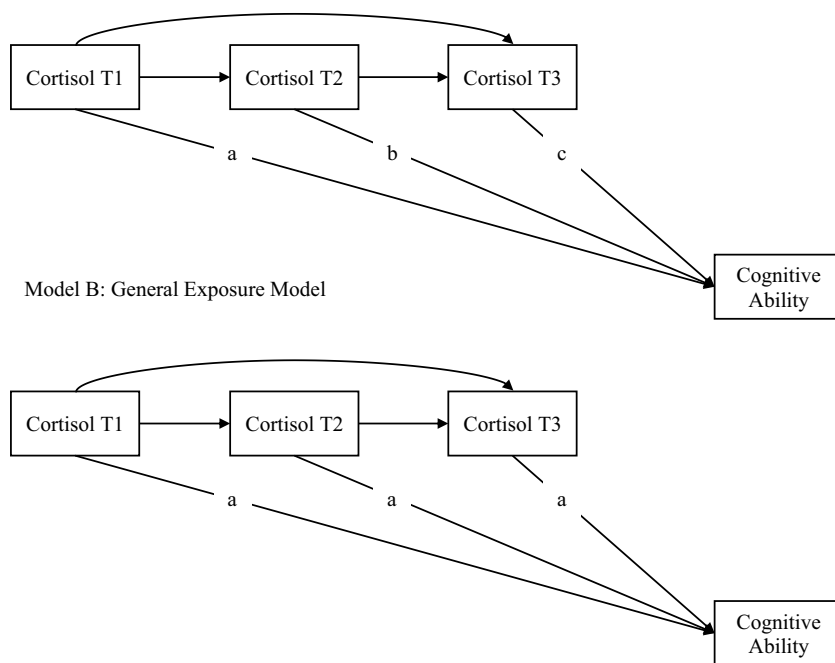 Cortisol T1
Cortisol T2
Cortisol T3
a
b
c
Cognitive
Ability
Model B: General Exposure Model
Cortisol T1
Cortisol T2
Cortisol T3
a
a
a
Cognitive
Ability